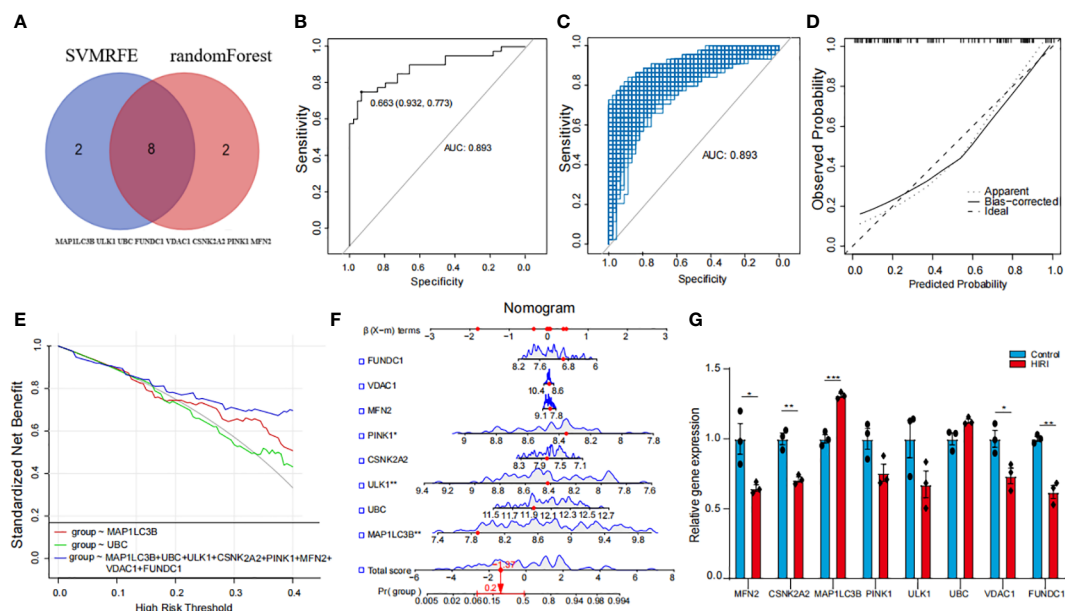 A
SVMRFE
randomForest
2
8
2
MAP1LC3B ULK1 UBC FUNDC1 VDAC1 CSNK2A2 PINK1 MFN2
B
Sensitivity
1.0
0.8
0.6
0.4
0.2
0.0
0.663 (0.932, 0.773)
AUC: 0.893
1.0 0.8 0.6 0.4 0.2 0.0
Specificity
C
Sensitivity
1.0
0.8
0.6
0.4
0.2
0.0
AUC: 0.893
1.0 0.8 0.6 0.4 0.2 0.0
Specificity
D
Observed Probability
1.0
0.8
0.6
0.4
0.2
0.0
Apparent
Bias-corrected
Ideal
0.0 0.2 0.4 0.6 0.8 1.0
Predicted Probability
E
Standardized Net Benefit
1.0
0.8
0.6
0.4
0.2
0.0
group ~ MAP1LC3B
group ~ UBC
group ~ MAP1LC3B+UBC+ULK1+CSNK2A2+PINK1+MFN2+
VDAC1+FUNDC1
0.0 0.1 0.2 0.3 0.4
High Risk Threshold
F
Nomogram
β (X-m) terms
-3 -2 -1 0 1 2 3
FUNDC1
8.2 7.6 6.8 6
VDAC1
10.4 8.6
MFN2
9.1 7.8
PINK1*
9 8.8 8.6 8.4 8.2 8 7.8
CSNK2A2
8.3 7.9 7.5 7.1
ULK1**
9.4 9.2 9 8.8 8.6 8.4 8.2 8 7.8 7.6
UBC
11.5 11.7 11.9 12.1 12.3 12.5 12.7
MAP1LC3B**
7.4 7.8 8.2 8.6 9 9.4 9.8
Total score
-1.37
-6 -4 -2 0 2 4 6 8
Pr( group )
0.2
0.005 0.02 0.06 0.15 0.5 0.8 0.94 0.98 0.994
G
Relative gene expression
1.5
1.0
0.5
0.0
Control
HIRI
* ** *** * **
MFN2 CSNK2A2 MAP1LC3B PINK1 ULK1 UBC VDAC1 FUNDC1